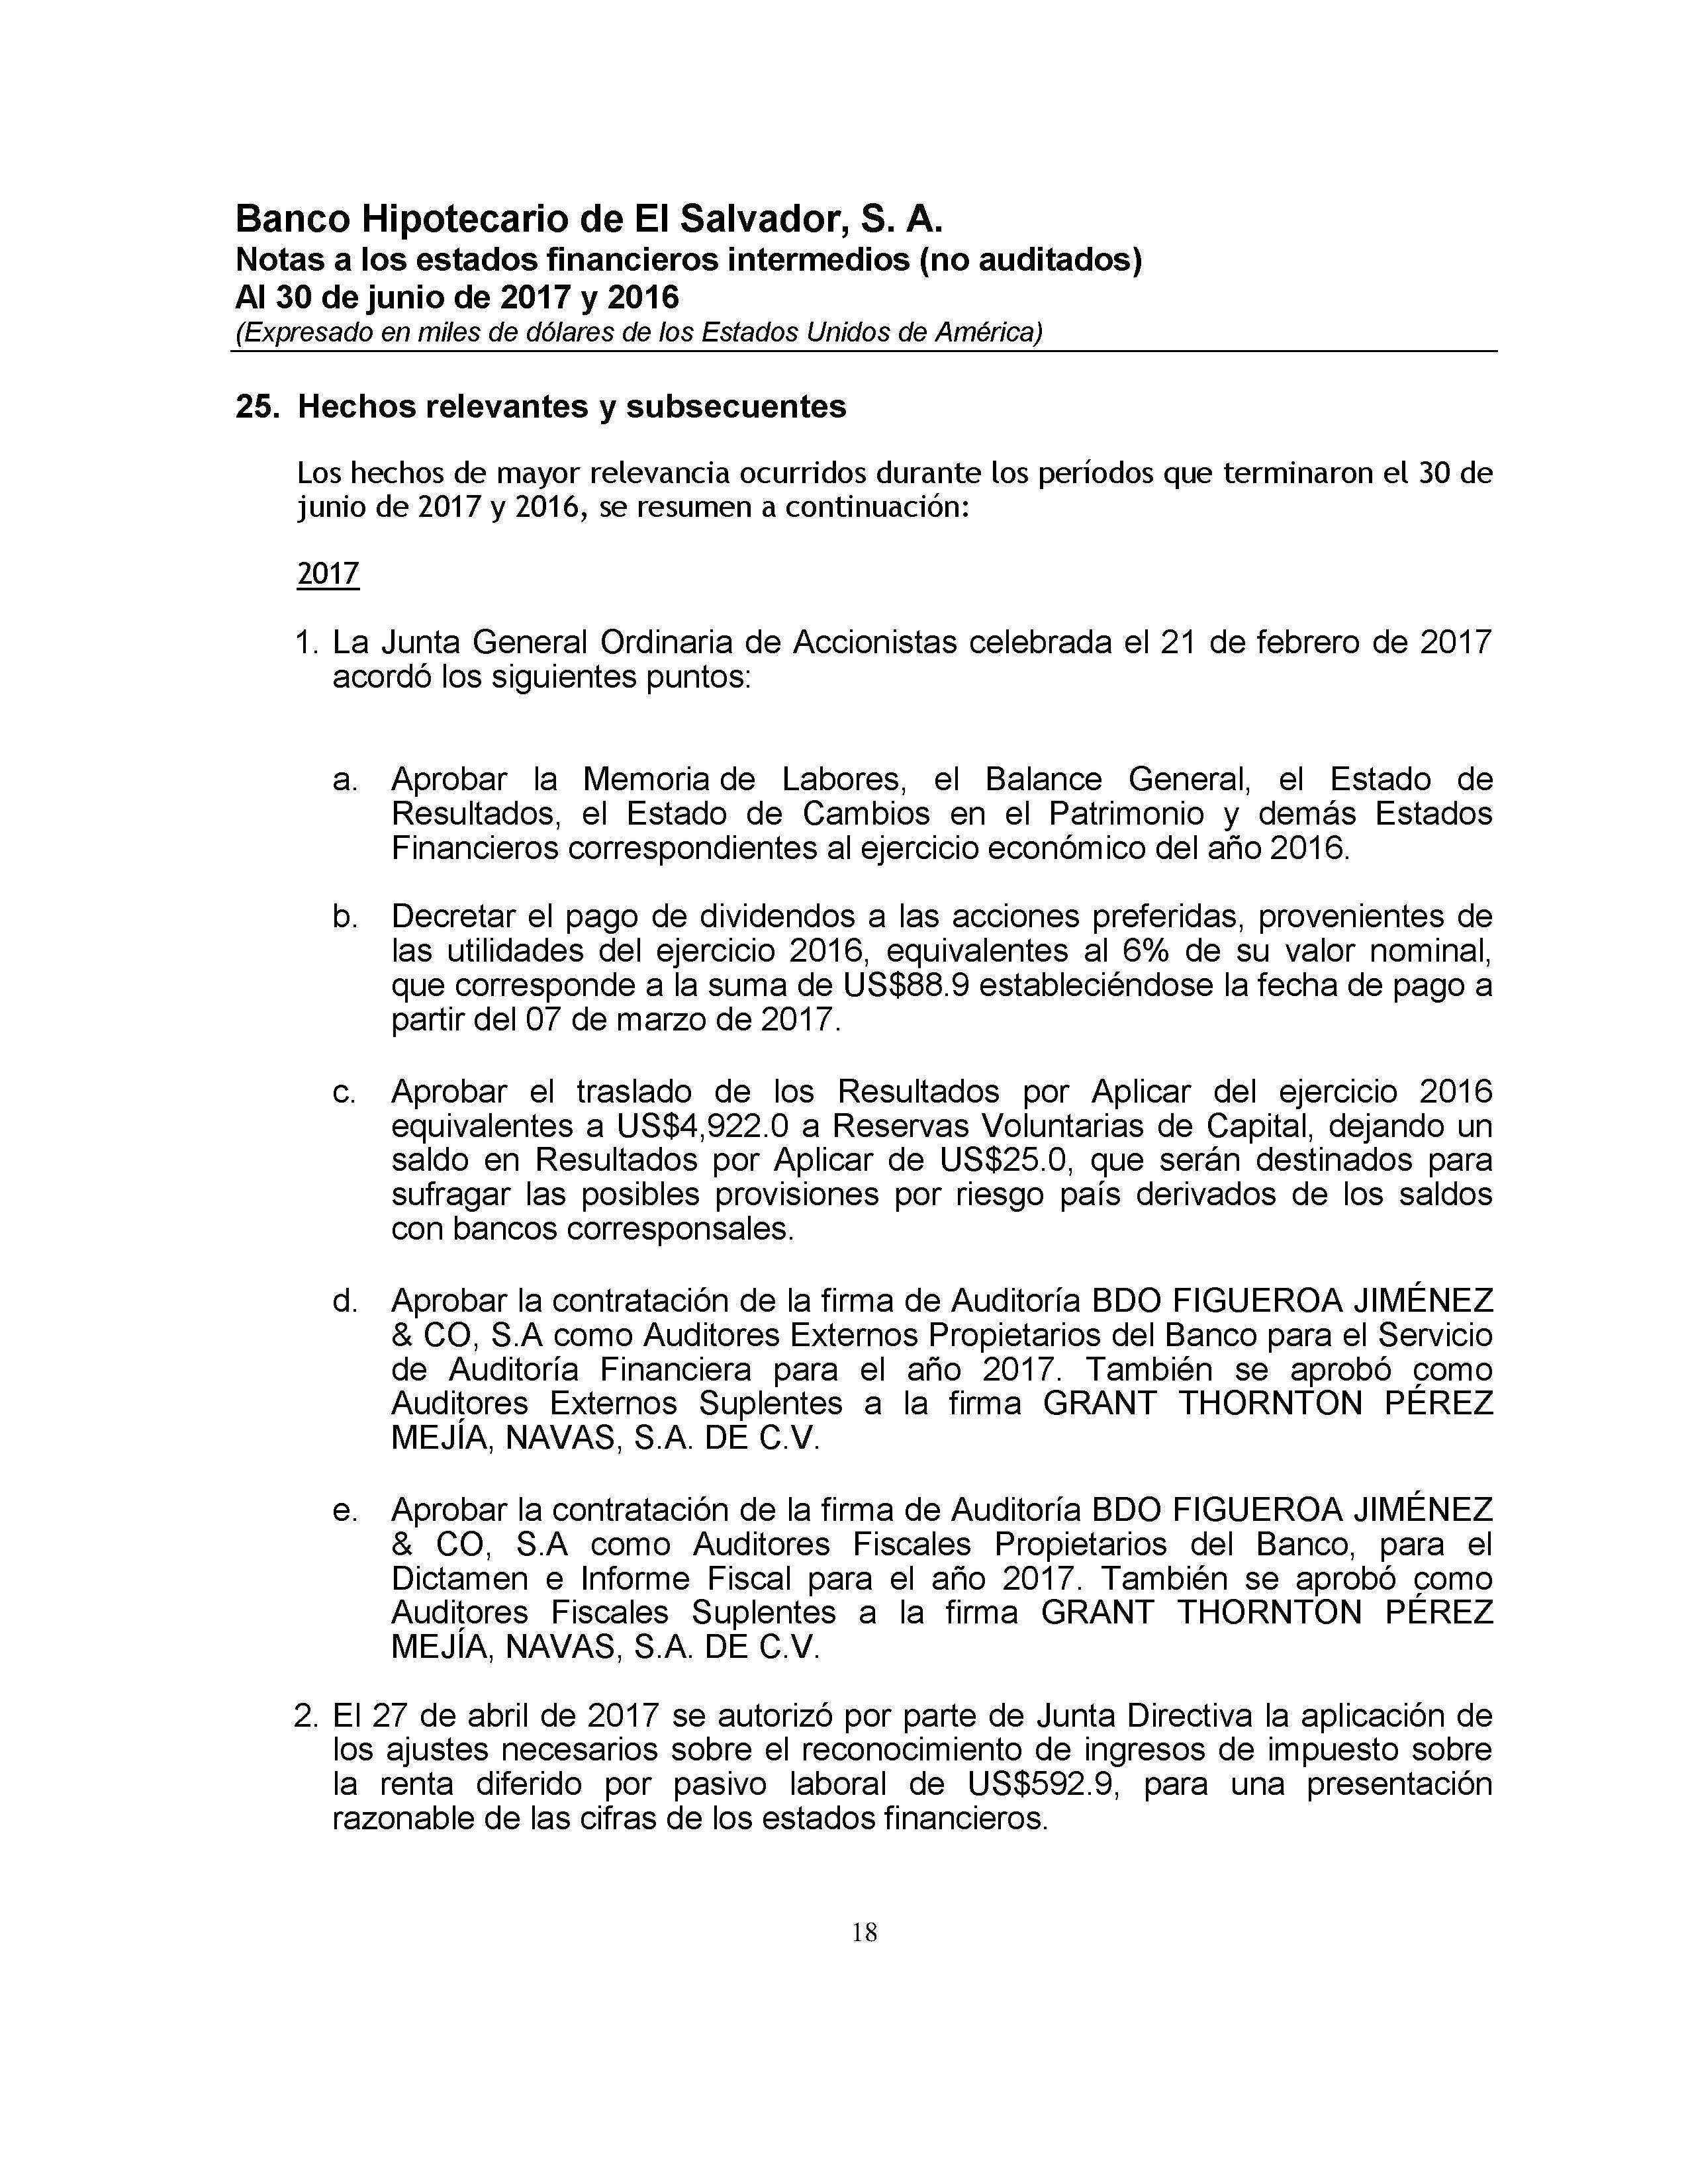 Banco Hipotecario de El Salvador, S. A.
Notas a los estados financieros intermedios (no auditados)
Al 30 de junio de 2017 y 2016
(Expresado en miles de dólares de los Estados Unidos de América)
25. Hechos relevantes y subsecuentes
Los hechos de mayor relevancia ocurridos durante los períodos que terminaron el 30 de
junio de 2017 y 2016, se resumen a continuación:
2017
1. La Junta General Ordinaria de Accionistas celebrada el 21 de febrero de 2017
acordó los siguientes puntos:
a. Aprobar la Memoria de Labores, el Balance General, el Estado de
Resultados, el Estado de Cambios en el Patrimonio y demás Estados
Financieros correspondientes al ejercicio económico del año 2016.
b. Decretar el pago de dividendos a las acciones preferidas, provenientes de
las utilidades del ejercicio 2016, equivalentes al 6% de su valor nominal,
que corresponde a la suma de US$88.9 estableciéndose la fecha de pago a
partir del 07 de marzo de 2017.
c. Aprobar el traslado de los Resultados por Aplicar del ejercicio 2016
equivalentes a US$4,922.0 a Reservas Voluntarias de Capital, dejando un
saldo en Resultados por Aplicar de US$25.0, que serán destinados para
sufragar las posibles provisiones por riesgo país derivados de los saldos
con bancos corresponsales.
d. Aprobar la contratación de la firma de Auditoría BDO FIGUEROA JIMÉNEZ
& CO, S.A como Auditores Externos Propietarios del Banco para el Servicio
de Auditoría Financiera para el año 2017. También se aprobó como
Auditores Externos Suplentes a la firma GRANT THORNTON PÉREZ
MEJÍA, NAVAS, S.A. DE C.V.
e. Aprobar la contratación de la firma de Auditoría BDO FIGUEROA JIMÉNEZ
& CO, S.A como Auditores Fiscales Propietarios del Banco, para el
Dictamen e Informe Fiscal para el año 2017. También se aprobó como
Auditores Fiscales Suplentes a la firma GRANT THORNTON PÉREZ
MEJÍA, NAVAS, S.A. DE C.V.
2. El 27 de abril de 2017 se autorizó por parte de Junta Directiva la aplicación de
los ajustes necesarios sobre el reconocimiento de ingresos de impuesto sobre
la renta diferido por pasivo laboral de US$592.9, para una presentación
razonable de las cifras de los estados financieros.
18